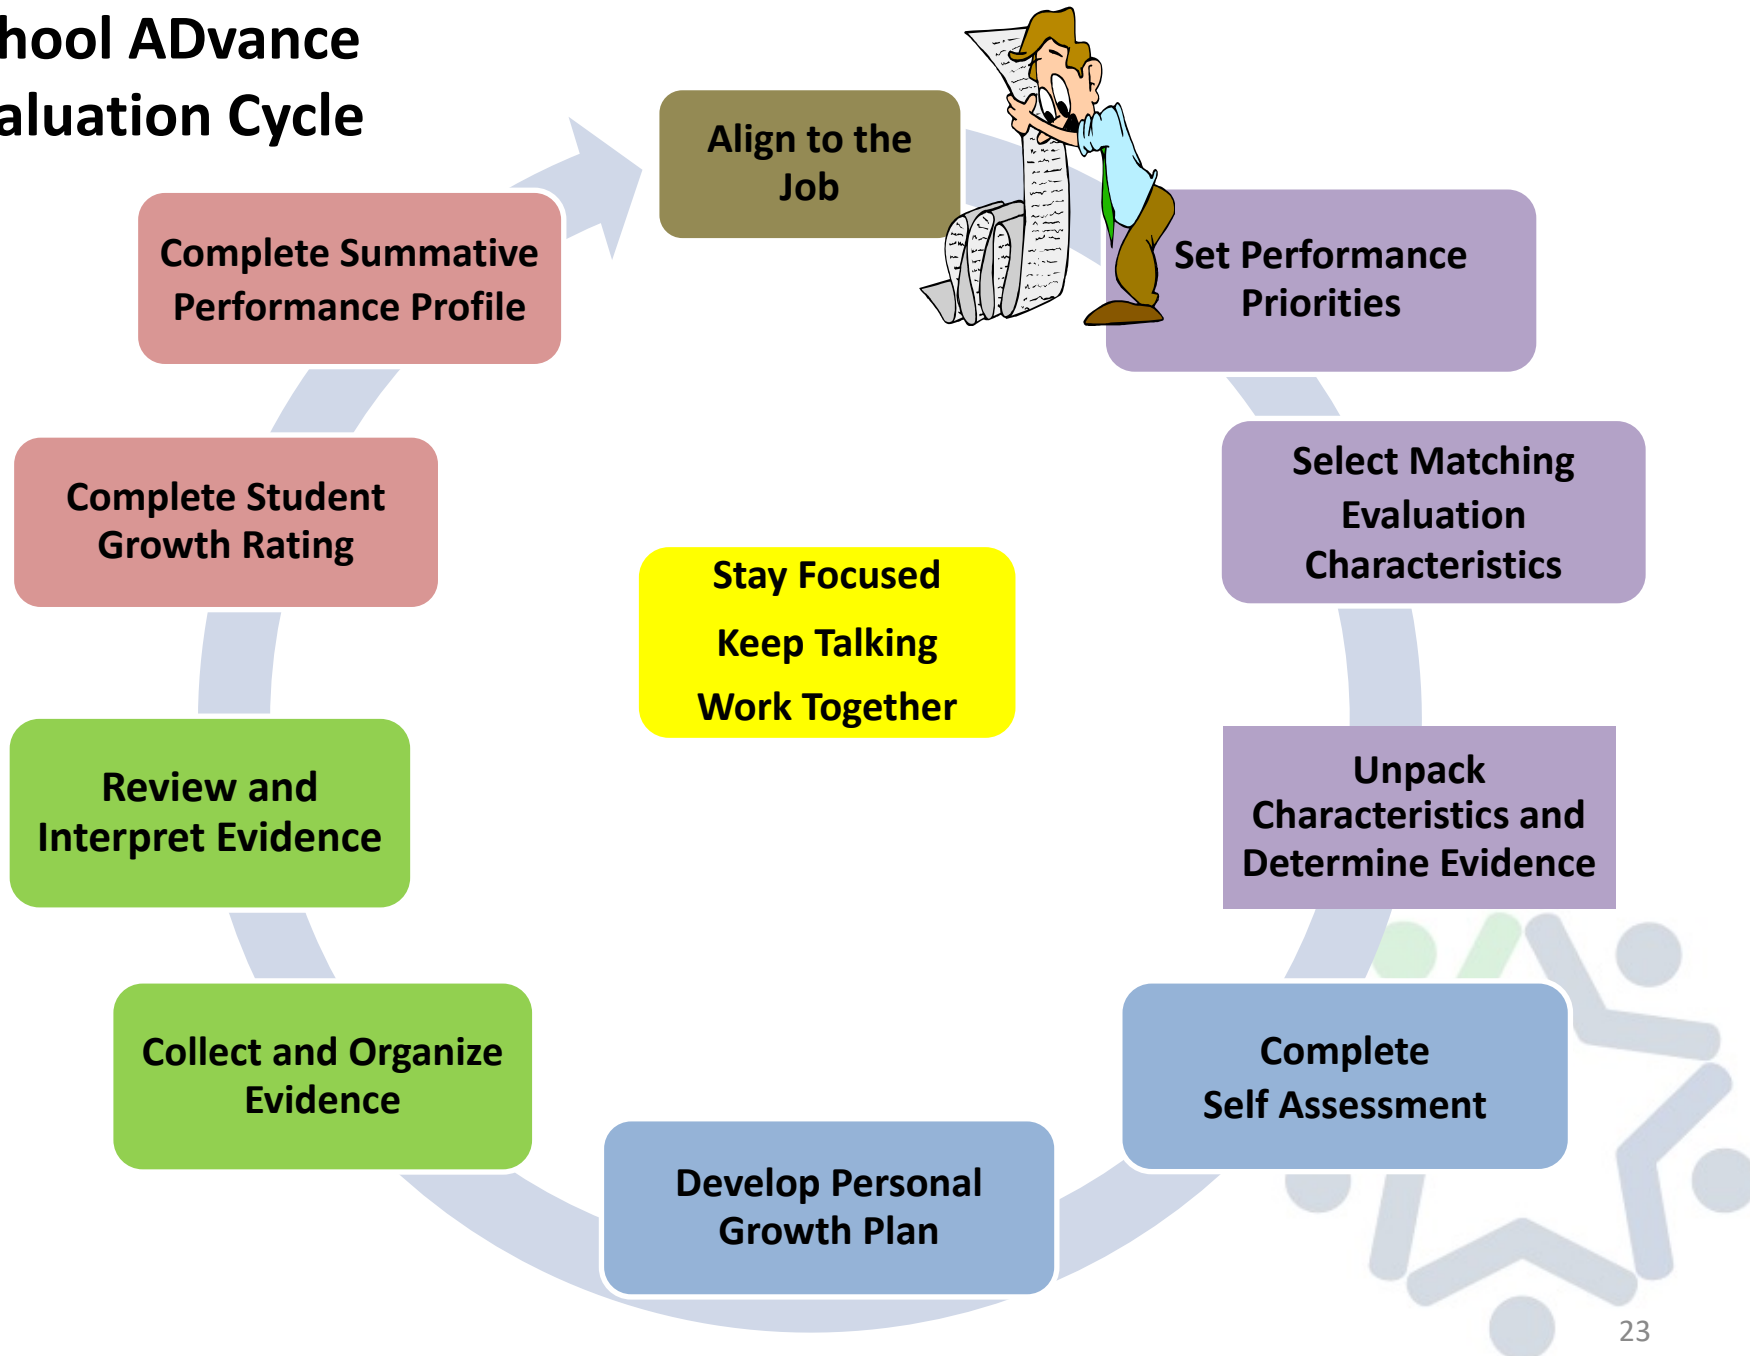 hool ADvance
aluation Cycle
Align to the
Job
Set Performance
Priorities
Select Matching
Evaluation
Characteristics
Unpack
Characteristics and
Determine Evidence
Complete
Self Assessment
Develop Personal
Growth Plan
Collect and Organize
Evidence
Review and
Interpret Evidence
Complete Student
Growth Rating
Complete Summative
Performance Profile
Stay Focused
Keep Talking
Work Together
23